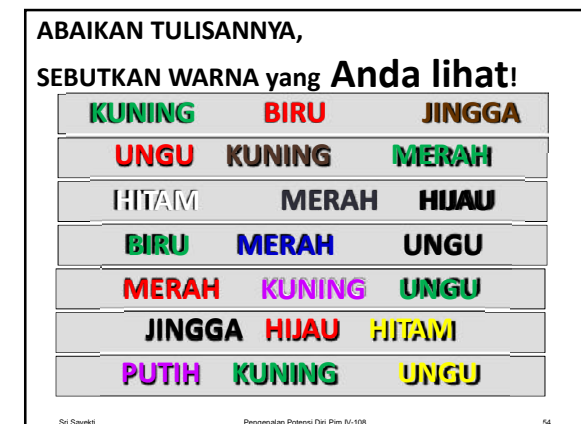 ABAIKAN TULISANNYA,
SEBUTKAN WARNA yang Anda lihat!
KUNING BIRU JINGGA
UNGU KUNING MERAH
HITAM MERAH HIJAU
BIRU MERAH UNGU
MERAH KUNING UNGU
JINGGA HIJAU HITAM
PUTIH KUNING UNGU
Sri Sayekti Pengenalan Potensi Diri Pim IV-108 54